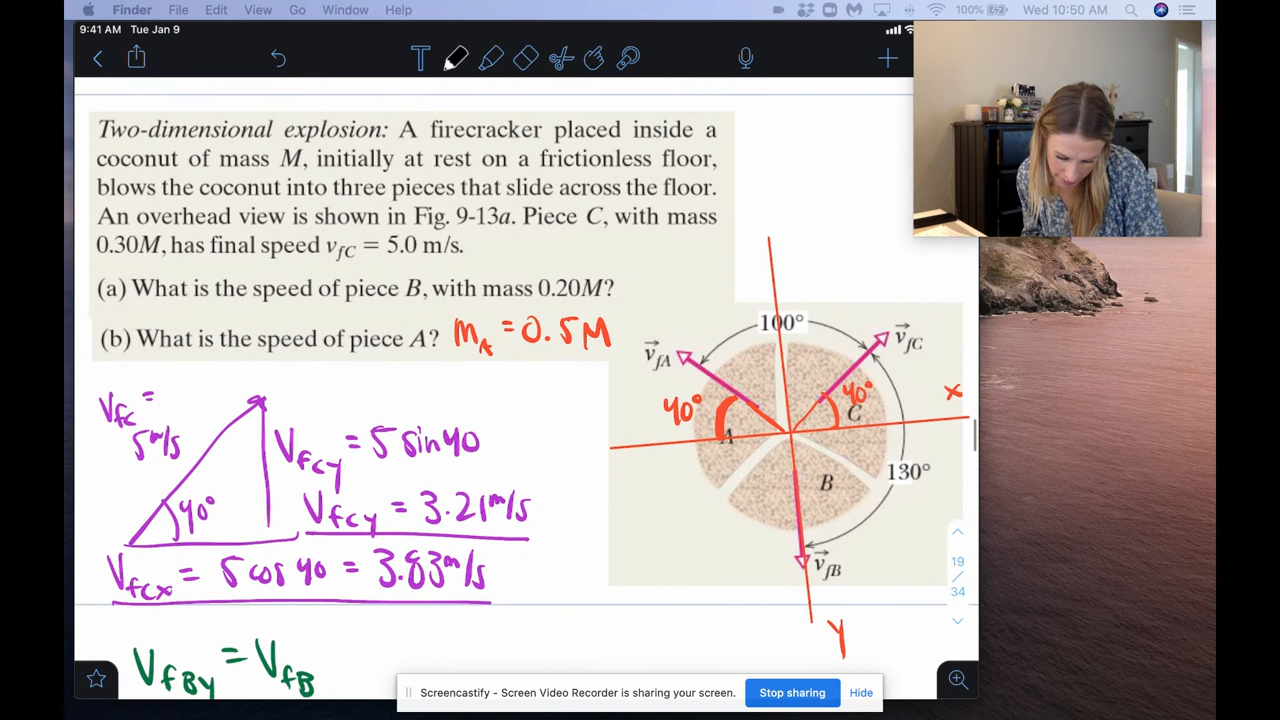 Finder File Edit View Go Window Help 100% Wed 10:50 AM
9:41 AM Tue Jan 9
Two-dimensional explosion: A firecracker placed inside a
coconut of mass M, initially at rest on a frictionless floor,
blows the coconut into three pieces that slide across the floor.
An overhead view is shown in Fig. 9-13a. Piece C, with mass
0.30M, has final speed v_fC = 5.0 m/s.
(a) What is the speed of piece B, with mass 0.20M?
(b) What is the speed of piece A? m_A = 0.5M
100°
v_fA
v_fC
40°
40°
x
A
C
B
130°
v_fB
y
V_fC =
5 m/s
40°
V_fCy = 5 sin 40
V_fCy = 3.21 m/s
V_fCx = 5 cos 40 = 3.83 m/s
19
/
34
V_fBy = V_fB
Screencastify - Screen Video Recorder is sharing your screen. Stop sharing Hide